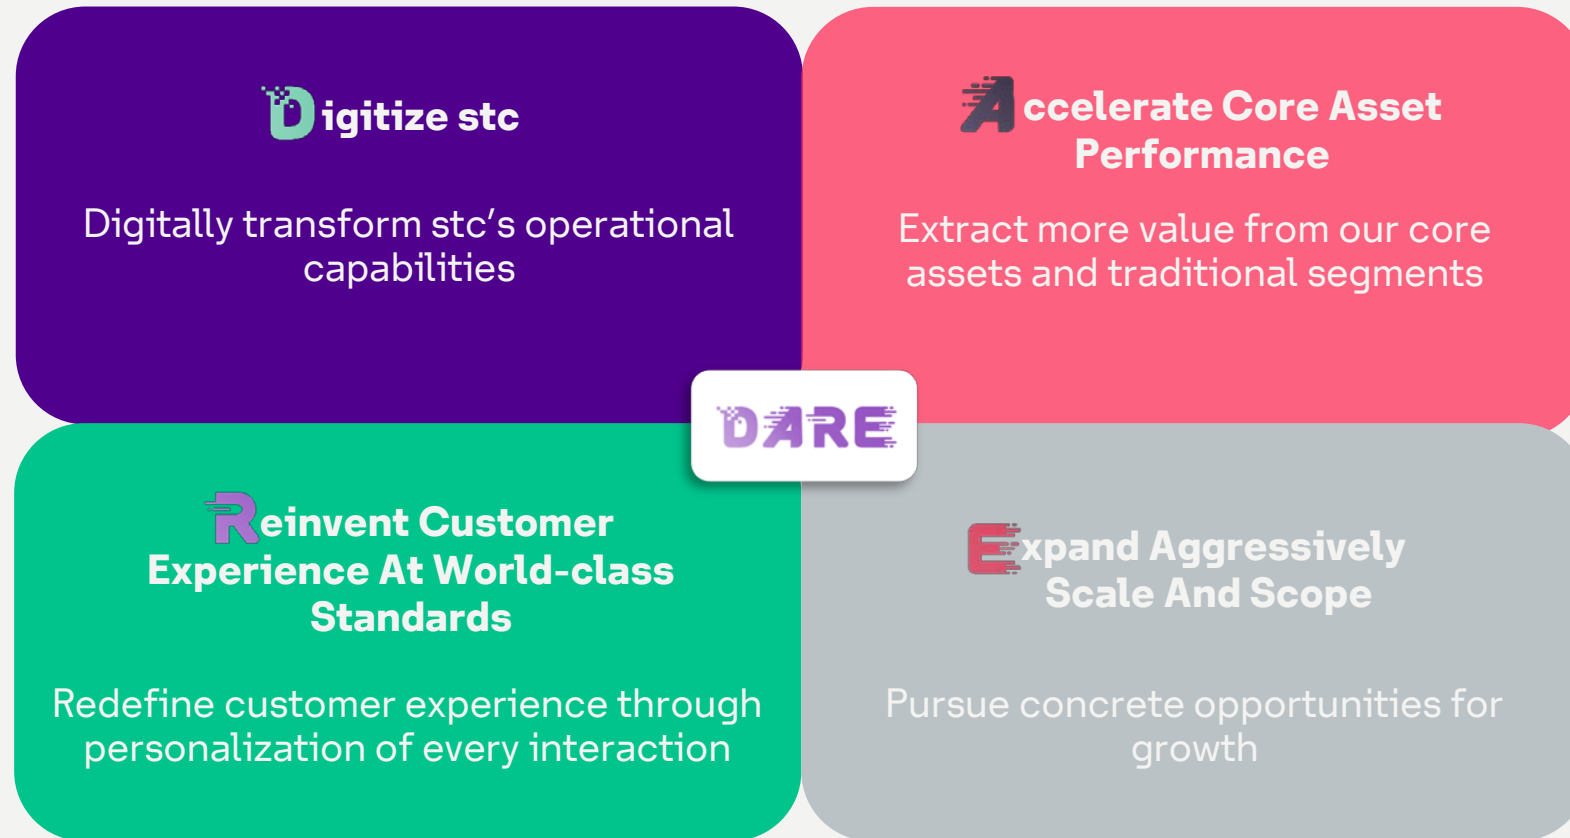 Digitize stc
Digitally transform stc’s operational
capabilities
Accelerate Core Asset
Performance
Extract more value from our core
assets and traditional segments
DARE
Reinvent Customer
Experience At World-class
Standards
Redefine customer experience through
personalization of every interaction
Expand Aggressively
Scale And Scope
Pursue concrete opportunities for
growth